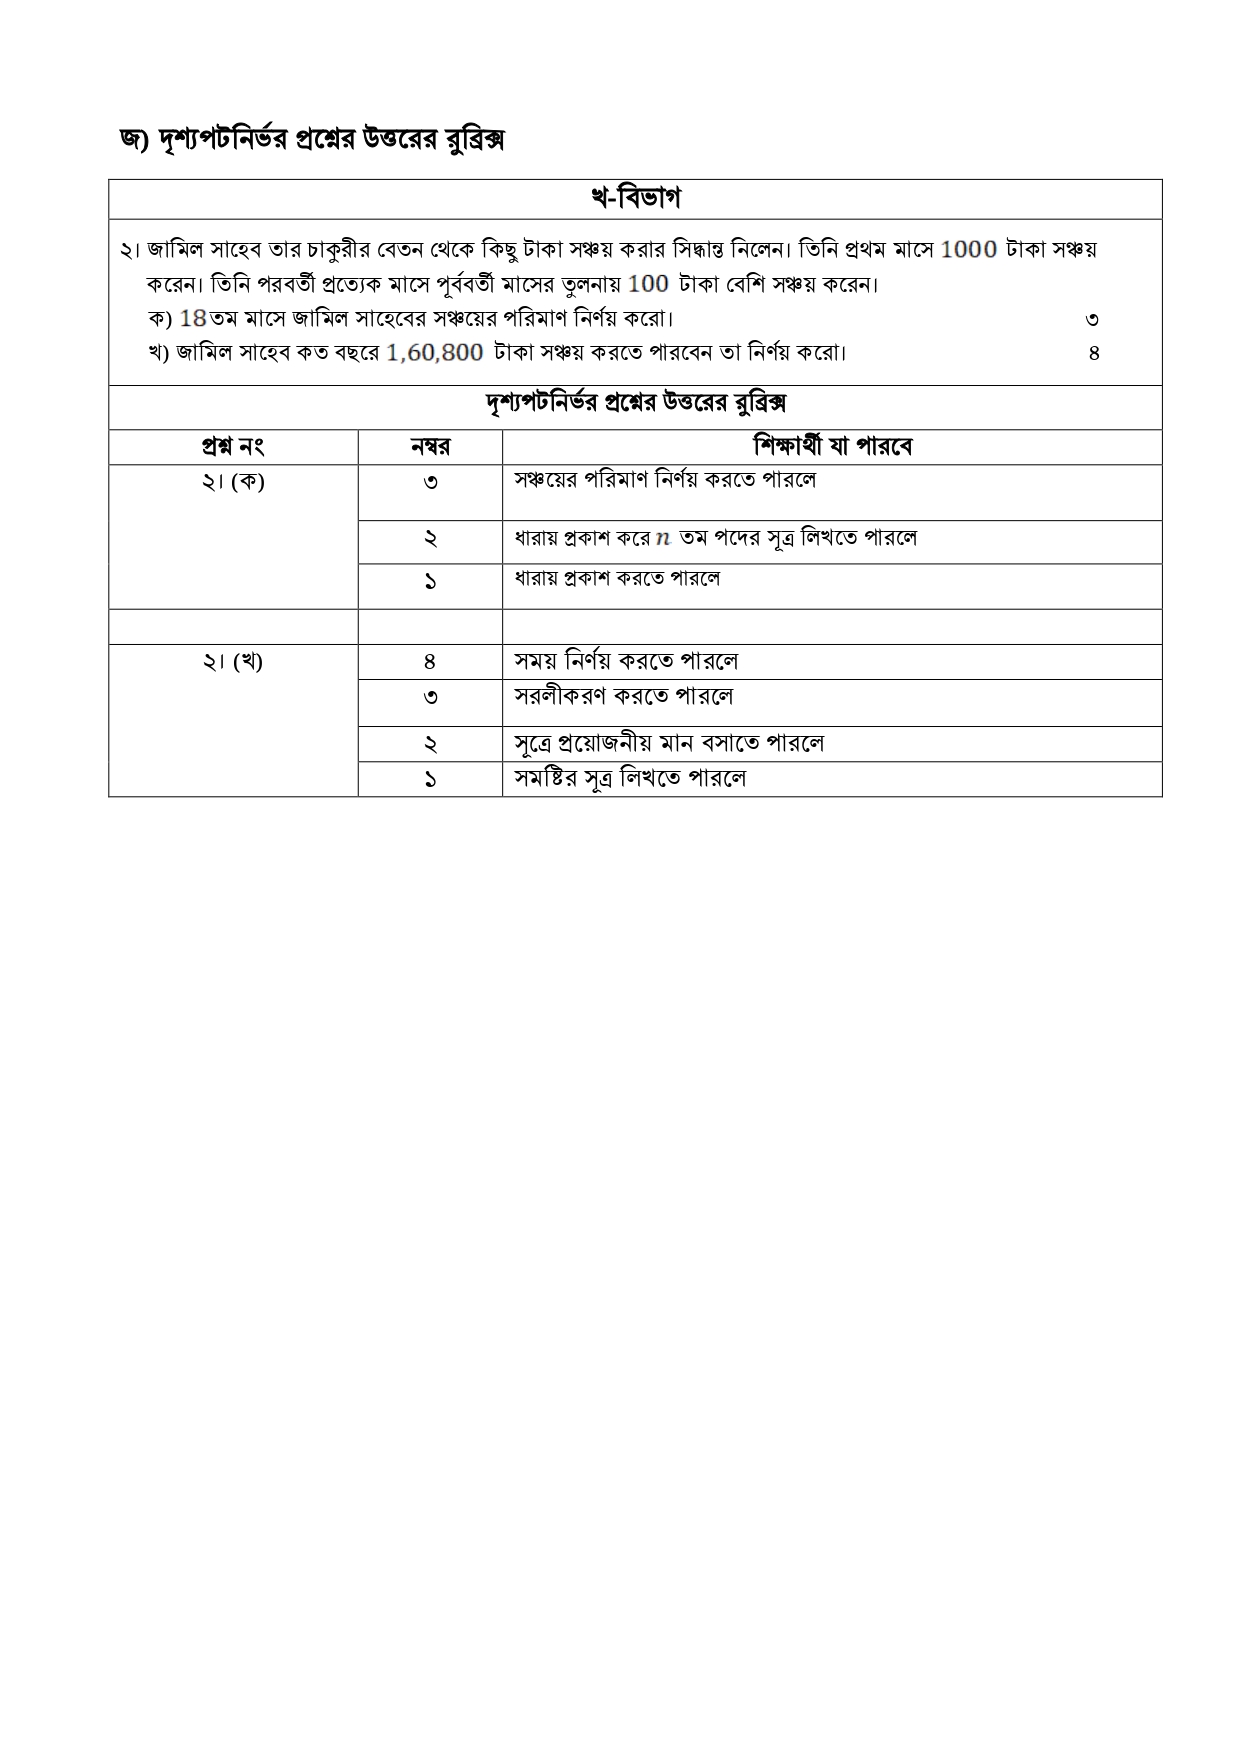 জ) দৃশ্যপটনির্ভর প্রশ্নের উত্তরের রুব্রিক্স
খ-বিভাগ
২। জামিল সাহেব তার চাকুরীর বেতন থেকে কিছু টাকা সঞ্চয় করার সিদ্ধান্ত নিলেন। তিনি প্রথম মাসে 1000 টাকা সঞ্চয়
করেন। তিনি পরবর্তী প্রত্যেক মাসে পূর্ববর্তী মাসের তুলনায় 100 টাকা বেশি সঞ্চয় করেন।
ক) 18তম মাসে জামিল সাহেবের সঞ্চয়ের পরিমাণ নির্ণয় করো। ৩
খ) জামিল সাহেব কত বছরে 1,60,800 টাকা সঞ্চয় করতে পারবেন তা নির্ণয় করো। ৪
দৃশ্যপটনির্ভর প্রশ্নের উত্তরের রুব্রিক্স
প্রশ্ন নং নম্বর শিক্ষার্থী যা পারবে
২। (ক) ৩ সঞ্চয়ের পরিমাণ নির্ণয় করতে পারলে
২ ধারায় প্রকাশ করে n তম পদের সূত্র লিখতে পারলে
১ ধারায় প্রকাশ করতে পারলে
২। (খ) ৪ সময় নির্ণয় করতে পারলে
৩ সরলীকরণ করতে পারলে
২ সূত্রে প্রয়োজনীয় মান বসাতে পারলে
১ সমষ্টির সূত্র লিখতে পারলে